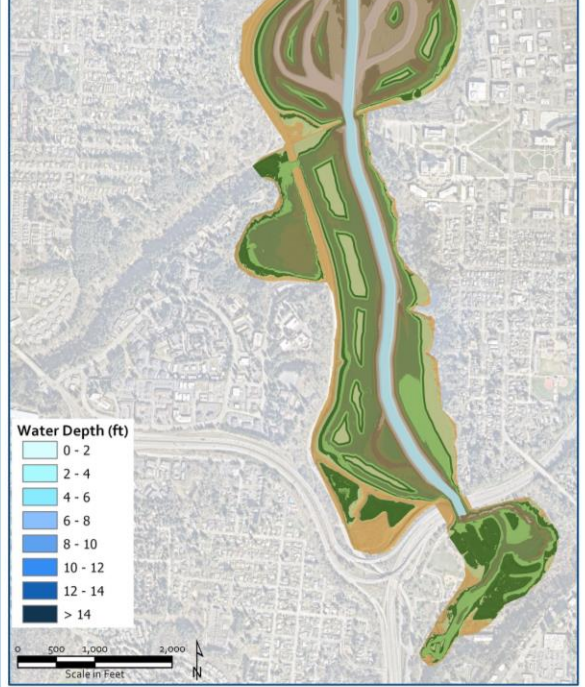 Water Depth (ft)
0 - 2
2 - 4
4 - 6
6 - 8
8 - 10
10 - 12
12 - 14
> 14
0 500 1,000 2,000
Scale in Feet
N